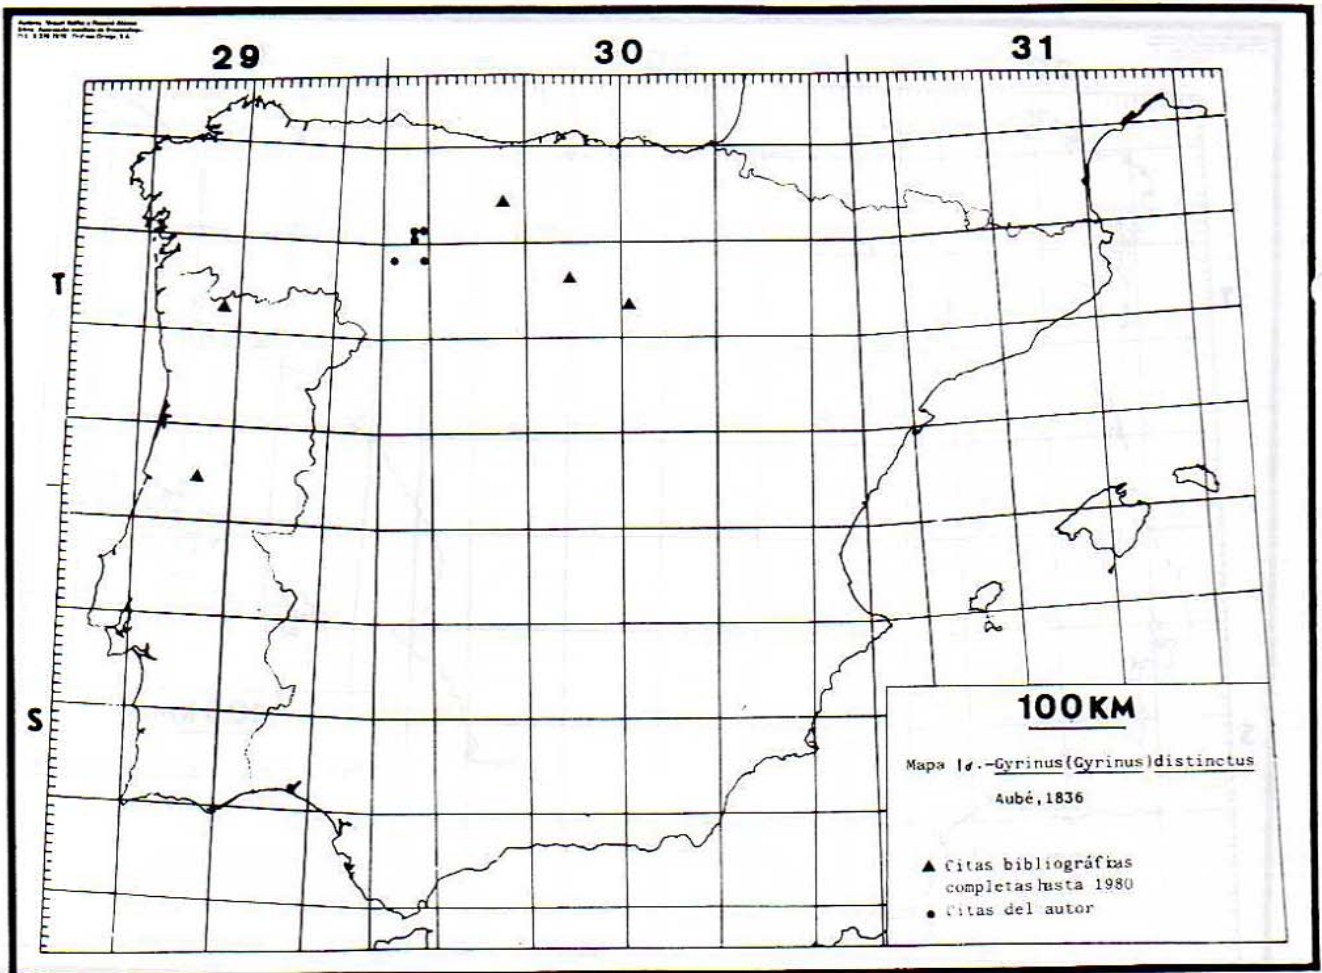 29 30 31
T
S
100 KM
Mapa .-Gyrinus(Gyrinus)distinctus
Aubé,1836
▲ Citas bibliográficas
completas hasta 1980
• Citas del autor